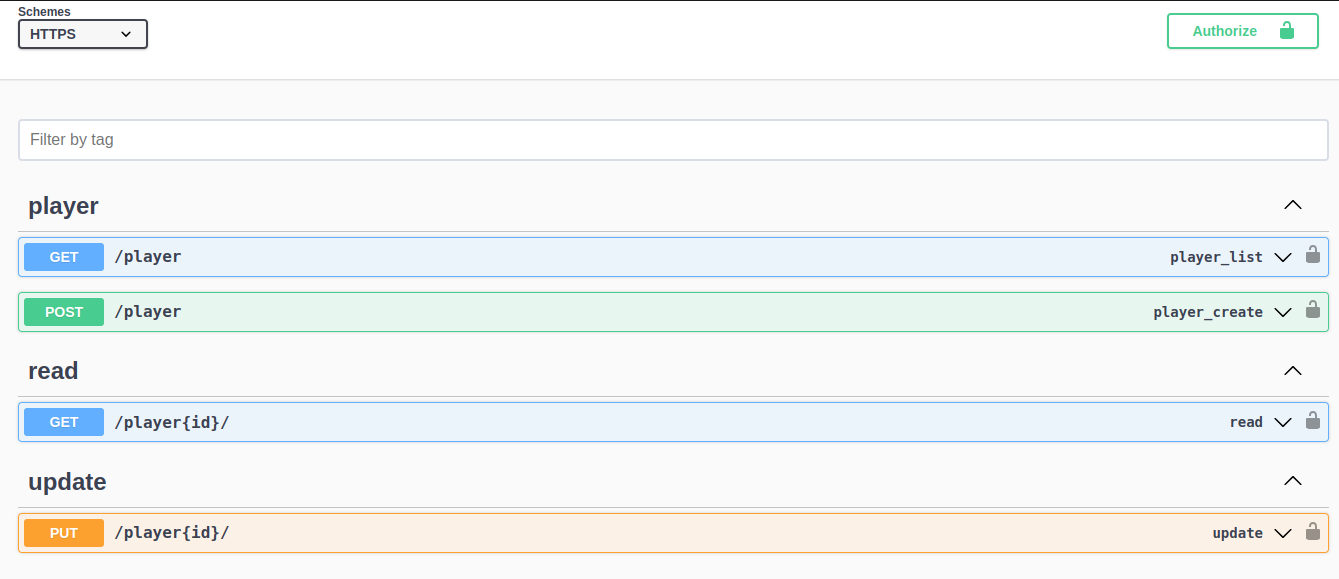 Schemes
HTTPS
Authorize
Filter by tag
player
GET /player player_list
POST /player player_create
read
GET /player{id}/ read
update
PUT /player{id}/ update